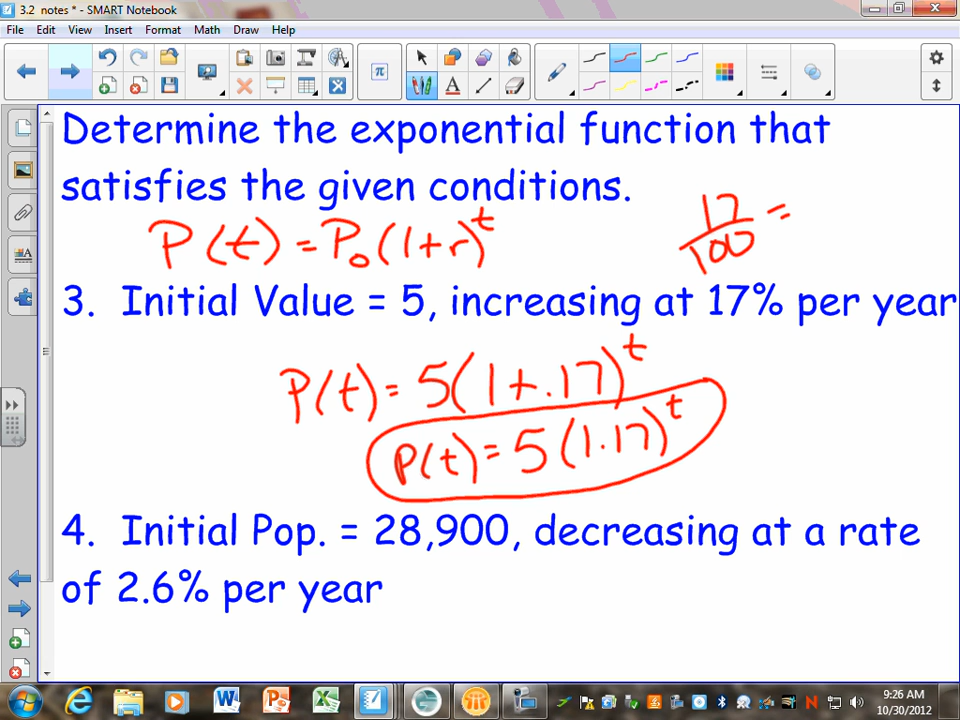 3.2 notes * - SMART Notebook
File Edit View Insert Format Math Draw Help
Determine the exponential function that
satisfies the given conditions.
P(t) = P₀(1+r)^t
17/100 =
3. Initial Value = 5, increasing at 17% per year
P(t) = 5(1+.17)^t
P(t) = 5(1.17)^t
4. Initial Pop. = 28,900, decreasing at a rate
of 2.6% per year
9:26 AM
10/30/2012